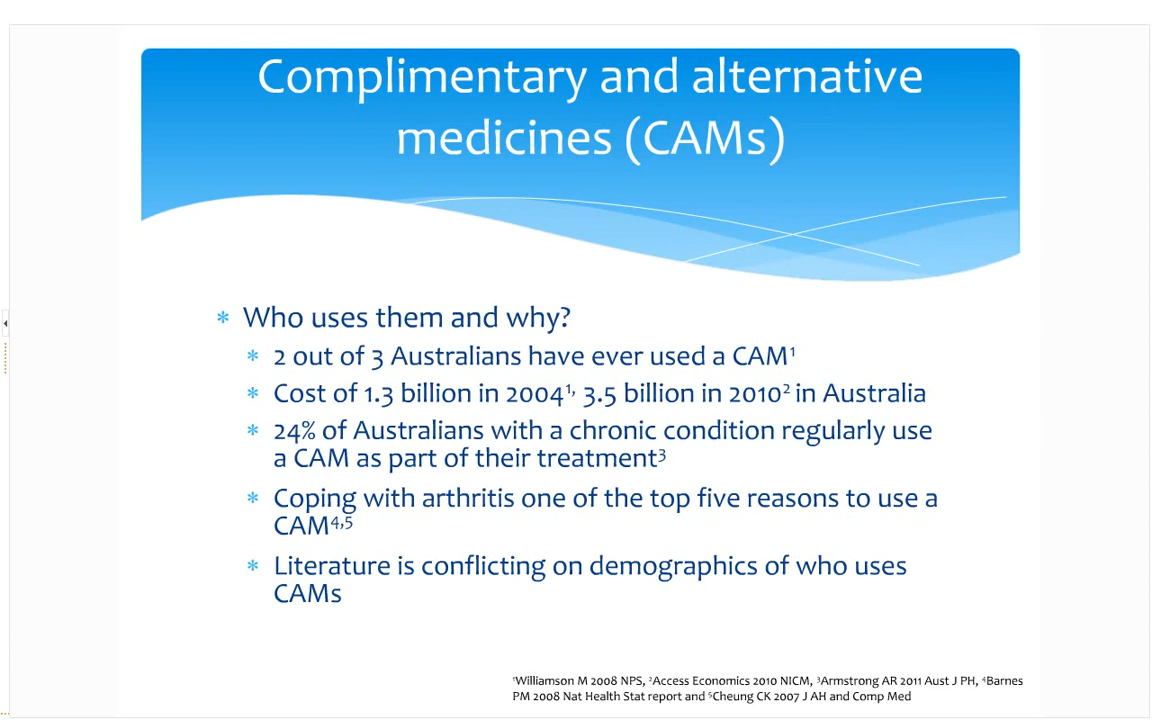 Complimentary and alternative
medicines (CAMs)
* Who uses them and why?
* 2 out of 3 Australians have ever used a CAM¹
* Cost of 1.3 billion in 2004¹, 3.5 billion in 2010² in Australia
* 24% of Australians with a chronic condition regularly use
a CAM as part of their treatment³
* Coping with arthritis one of the top five reasons to use a
CAM⁴,⁵
* Literature is conflicting on demographics of who uses
CAMs
¹Williamson M 2008 NPS, ²Access Economics 2010 NICM, ³Armstrong AR 2011 Aust J PH, ⁴Barnes
PM 2008 Nat Health Stat report and ⁵Cheung CK 2007 J AH and Comp Med